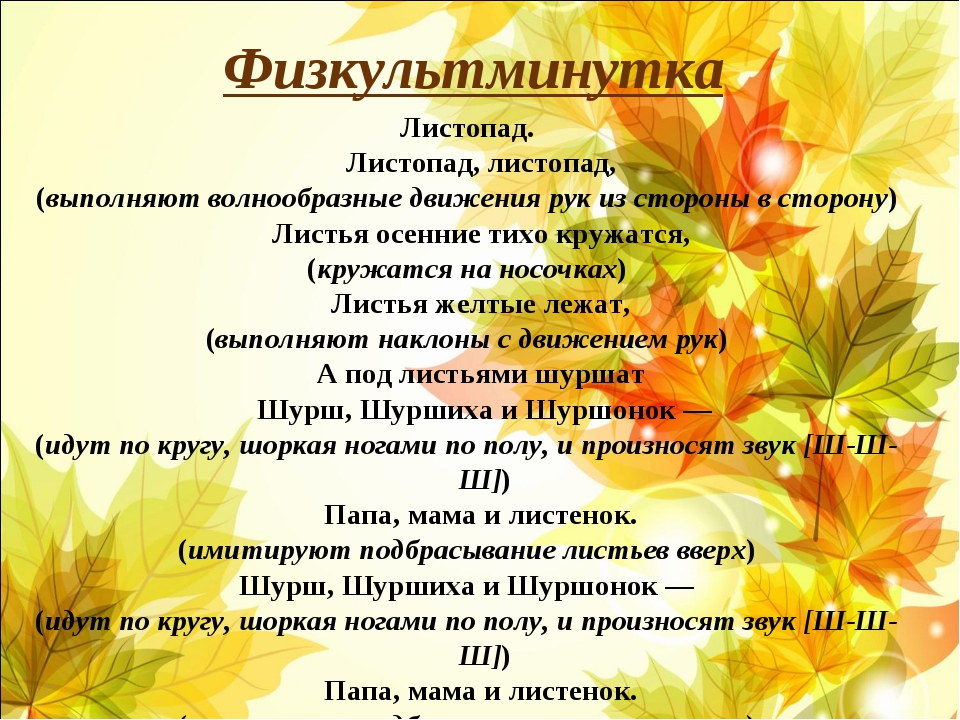 Физкультминутка
Листопад.
Листопад, листопад,
(выполняют волнообразные движения рук из стороны в сторону)
Листья осенние тихо кружатся,
(кружатся на носочках)
Листья желтые лежат,
(выполняют наклоны с движением рук)
А под листьями шуршат
Шурш, Шуршиха и Шуршонок —
(идут по кругу, шоркая ногами по полу, и произносят звук [Ш-Ш-
Ш])
Папа, мама и листенок.
(имитируют подбрасывание листьев вверх)
Шурш, Шуршиха и Шуршонок —
(идут по кругу, шоркая ногами по полу, и произносят звук [Ш-Ш-
Ш])
Папа, мама и листенок.